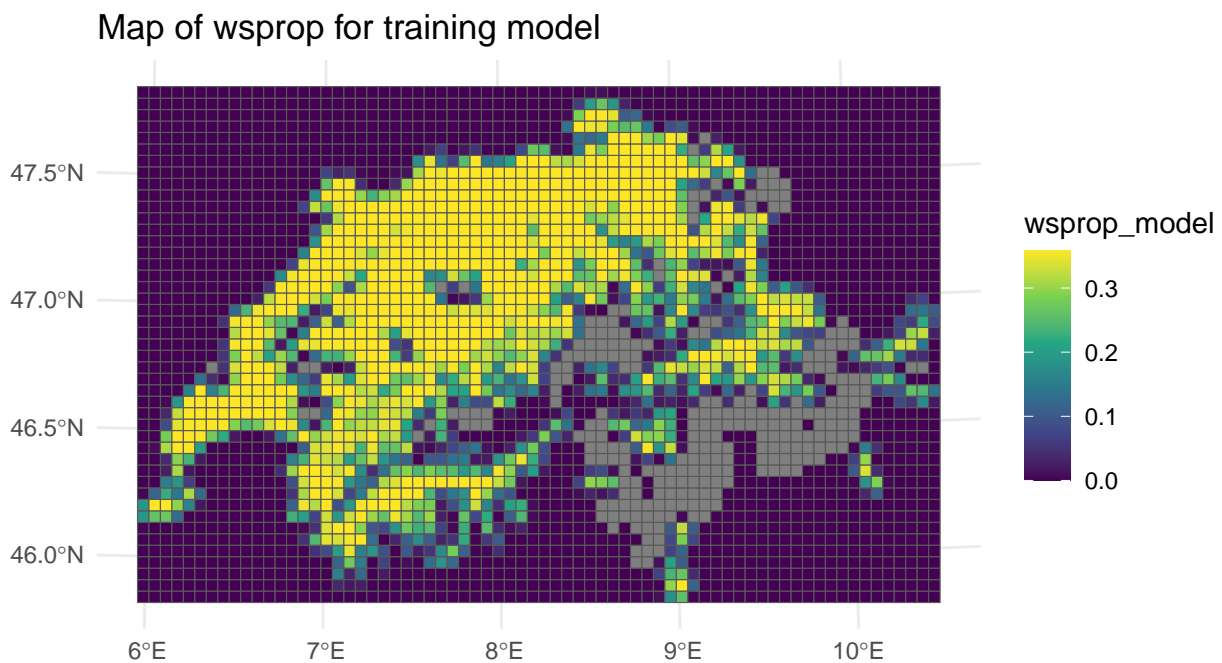 Map of wsprop for training model
47.5°N
47.0°N
46.5°N
46.0°N
6°E
7°E
8°E
9°E
10°E
wsprop_model
0.3
0.2
0.1
0.0